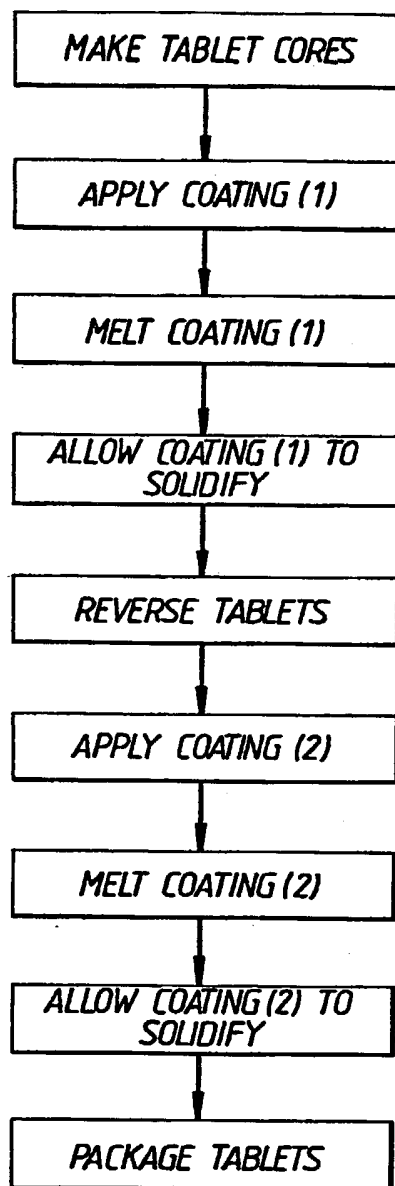 MAKE TABLET CORES
APPLY COATING (1)
MELT COATING (1)
ALLOW COATING (1) TO
SOLIDIFY
REVERSE TABLETS
APPLY COATING (2)
MELT COATING (2)
ALLOW COATING (2) TO
SOLIDIFY
PACKAGE TABLETS